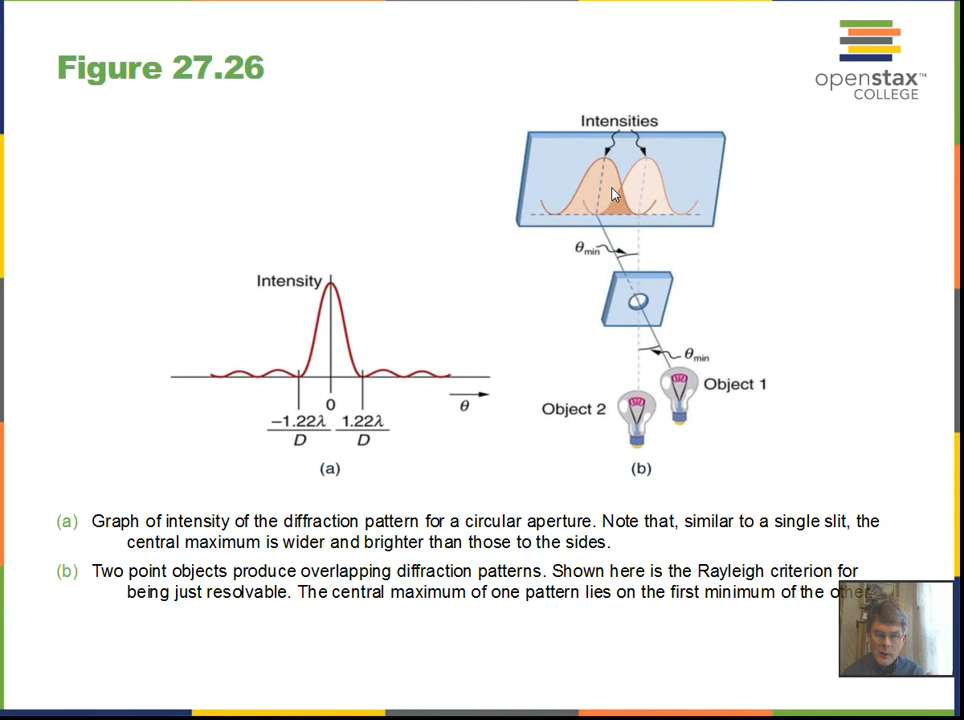 Figure 27.26
openstax™
COLLEGE
Intensities
θmin
Intensity
θmin
Object 1
0
θ
Object 2
−1.22λ 1.22λ
D D
(a)
(b)
(a) Graph of intensity of the diffraction pattern for a circular aperture. Note that, similar to a single slit, the
central maximum is wider and brighter than those to the sides.
(b) Two point objects produce overlapping diffraction patterns. Shown here is the Rayleigh criterion for
being just resolvable. The central maximum of one pattern lies on the first minimum of the other